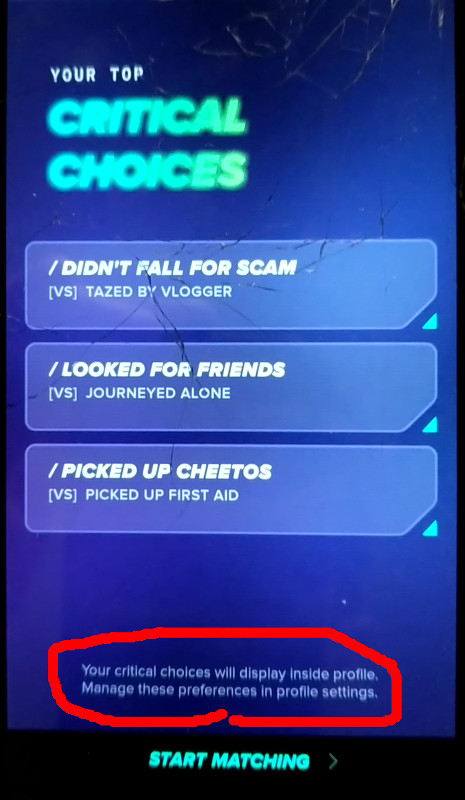 YOUR TOP
CRITICAL
CHOICES
/ DIDN'T FALL FOR SCAM
[VS] TAZED BY VLOGGER
/ LOOKED FOR FRIENDS
[VS] JOURNEYED ALONE
/ PICKED UP CHEETOS
[VS] PICKED UP FIRST AID
Your critical choices will display inside profile.
Manage these preferences in profile settings.
START MATCHING >